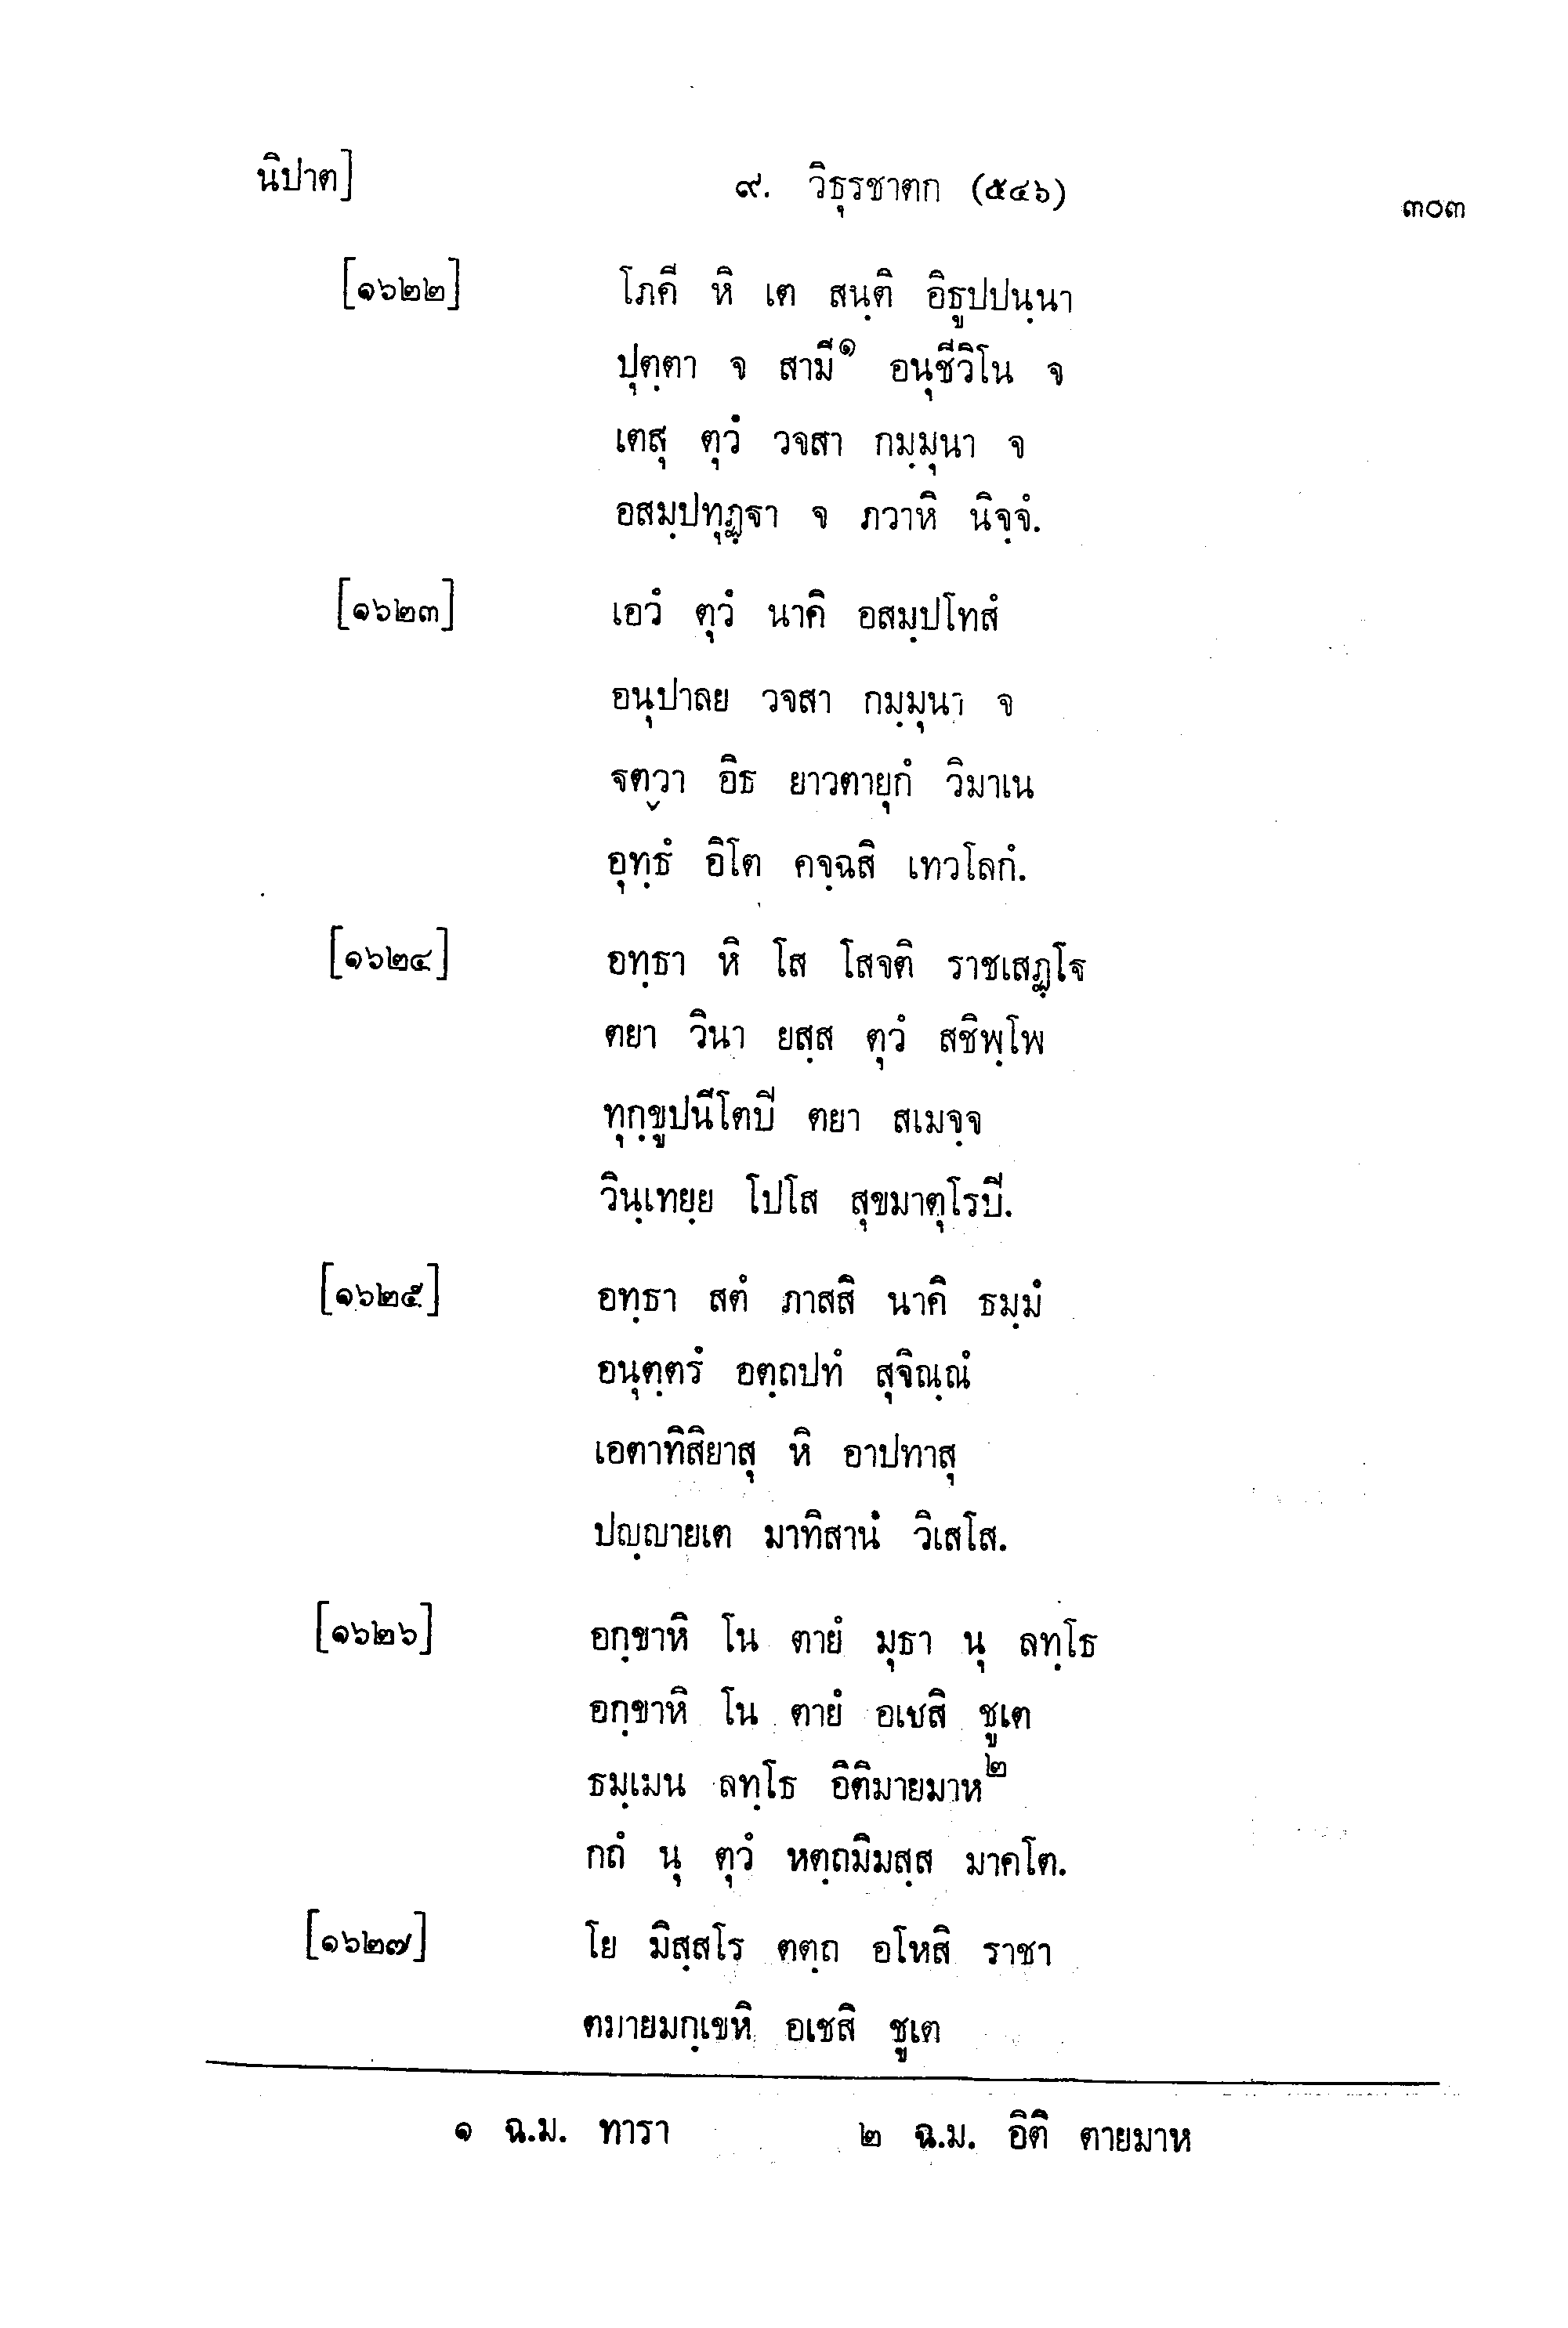 นิปาต]
๙. วิธุรชาตก (๕๔๖)
๓๐๓
[๑๖๒๒] โภคี หิ เต สนฺติ อิธูปปนฺนา
ปุตฺตา จ สามี๑ อนุชีวิโน จ
เตสุ ตุวํ วจสา กมฺมุนา จ
อสมฺปทุฏฺฐา จ ภวาหิ นิจฺจํ.
[๑๖๒๓] เอวํ ตุวํ นาคิ อสมฺปโทสํ
อนุปาลย วจสา กมฺมุนา จ
ฐตฺวา อิธ ยาวตายุกํ วิมาเน
อุทฺธํ อิโต คจฺฉสิ เทวโลกํ.
[๑๖๒๔] อทฺธา หิ โส โสจติ ราชเสฏฺโฐ
ตยา วินา ยสฺส ตุวํ สชิพฺโพ
ทุกฺขูปนีโตปี ตยา สเมจฺจ
วินฺเทยฺย โปโส สุขมาตุโรปี.
[๑๖๒๕] อทฺธา สตํ ภาสสิ นาคิ ธมฺมํ
อนุตฺตรํ อตฺถปทํ สุจิณฺณํ
เอตาทิสิยาสุ หิ อาปทาสุ
ปญฺญายเต มาทิสานํ วิเสโส.
[๑๖๒๖] อกฺขาหิ โน ตายํ มุธา นุ ลทฺโธ
อกฺขาหิ โน ตายํ อเชสิ ชูเต
ธมฺเมน ลทฺโธ อิติมายมาห๒
กถํ นุ ตุวํ หตฺถมิมสฺส มาคโต.
[๑๖๒๗] โย มิสฺสโร ตตฺถ อโหสิ ราชา
ตมายมกฺเขหิ อเชสิ ชูเต
๑ ฉ.ม. ทารา ๒ ฉ.ม. อิติ ตายมาห